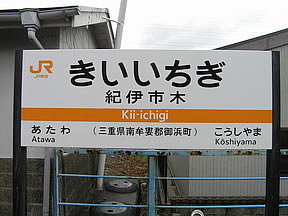 JR
JR東海
きいいちぎ
紀伊市木
Kii-ichigi
あたわ
Atawa
（三重県南牟婁郡御浜町）
こうしやま
Kōshiyama